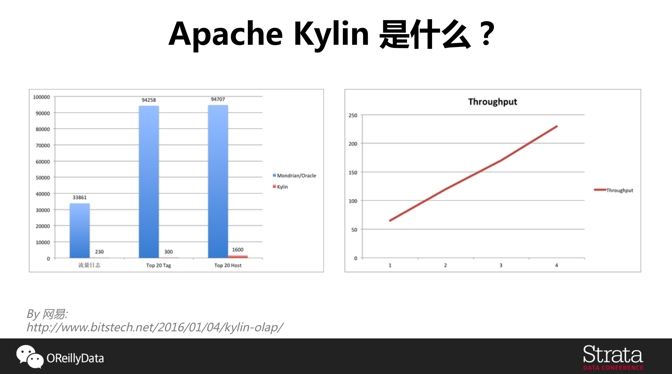 Apache Kylin 是什么？
100000
90000
80000
70000
60000
50000
40000
30000
20000
10000
0
33861
230
94258
300
94707
1600
流量日志
Top 20 Tag
Top 20 Host
Mondrian/Oracle
Kylin
Throughput
250
200
150
100
50
0
1
2
3
4
Throughput
By 网易:
http://www.bitstech.net/2016/01/04/kylin-olap/
OReillyData
Strata
DATA CONFERENCE